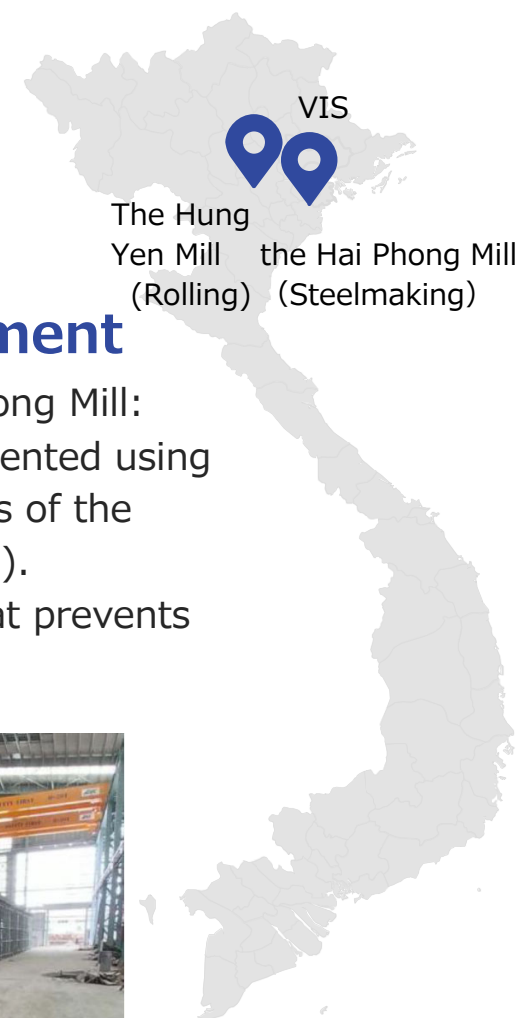 VIS
The Hung
Yen Mill the Hai Phong Mill
(Rolling) （Steelmaking）
ment
ong Mill:
ented using
s of the
).
at prevents